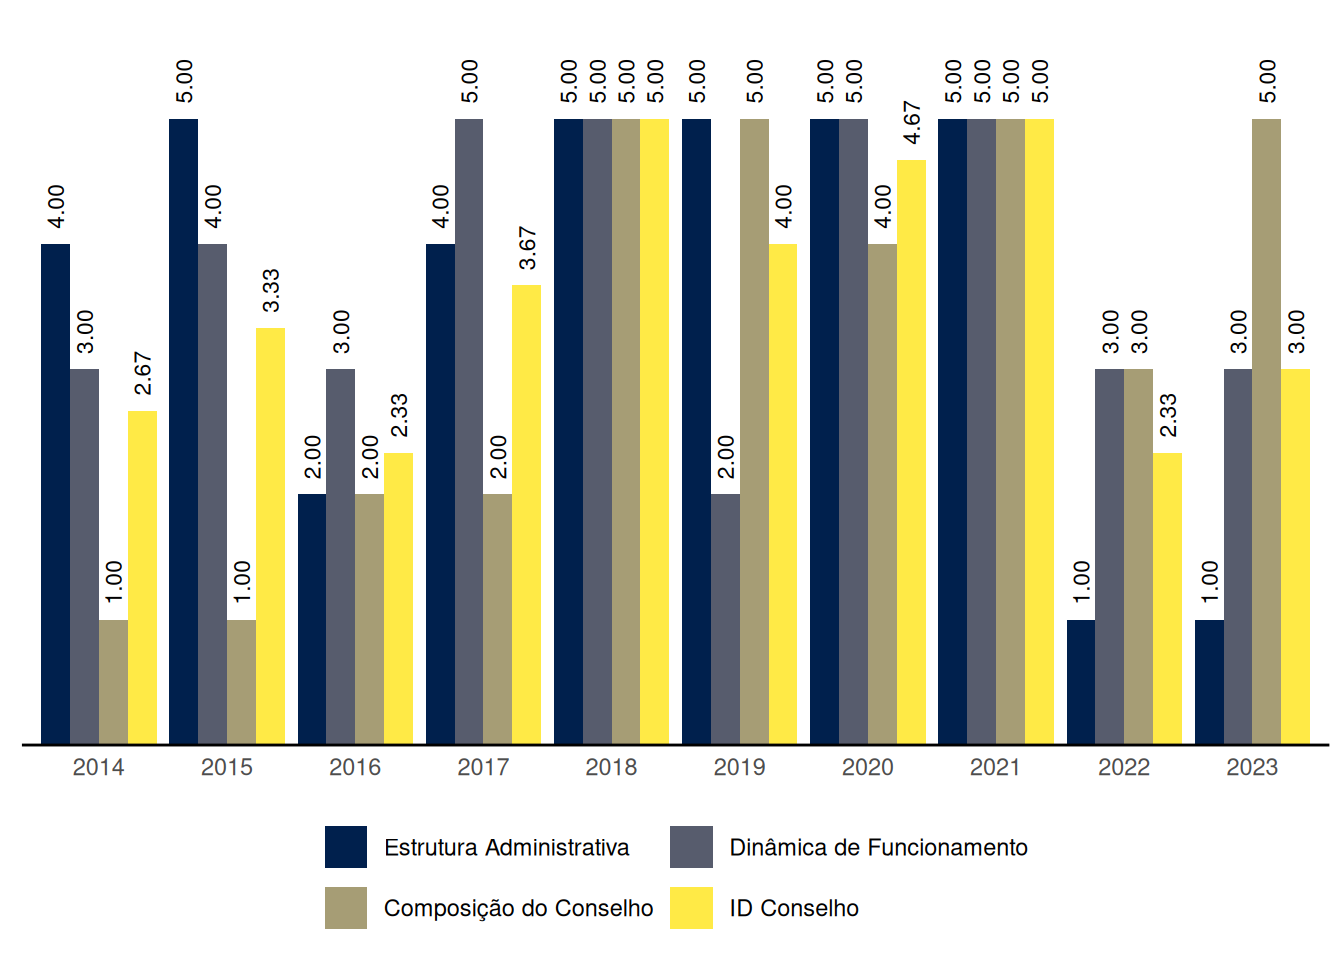 4.00 3.00 1.00 2.67 5.00 4.00 1.00 3.33 2.00 3.00 2.00 2.33 4.00 5.00 2.00 3.67 5.00 5.00 5.00 5.00 5.00 2.00 5.00 4.00 5.00 5.00 4.00 4.67 5.00 5.00 5.00 5.00 1.00 3.00 3.00 2.33 1.00 3.00 5.00 3.00
2014 2015 2016 2017 2018 2019 2020 2021 2022 2023
Estrutura Administrativa Dinâmica de Funcionamento
Composição do Conselho ID Conselho